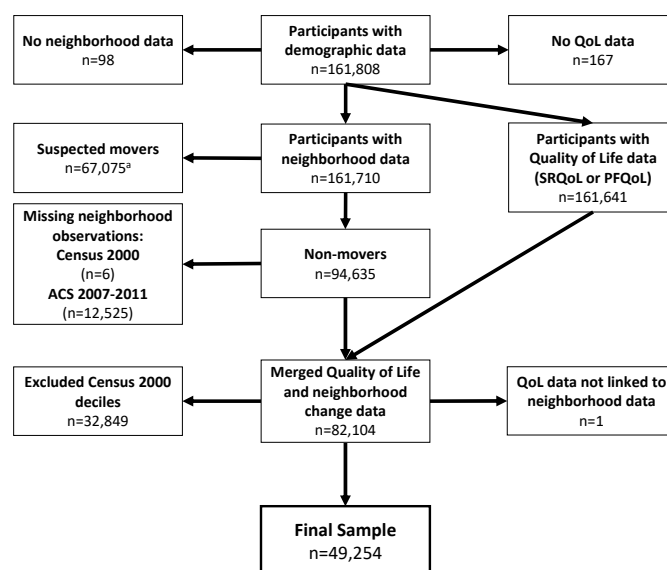 No neighborhood data
n=98
Participants with
demographic data
n=161,808
No QoL data
n=167
Suspected movers
n=67,075ᵃ
Participants with
neighborhood data
n=161,710
Participants with
Quality of Life data
(SRQoL or PFQoL)
n=161,641
Missing neighborhood
observations:
Census 2000
(n=6)
ACS 2007-2011
(n=12,525)
Non-movers
n=94,635
Excluded Census 2000
deciles
n=32,849
Merged Quality of Life
and neighborhood
change data
n=82,104
QoL data not linked to
neighborhood data
n=1
Final Sample
n=49,254